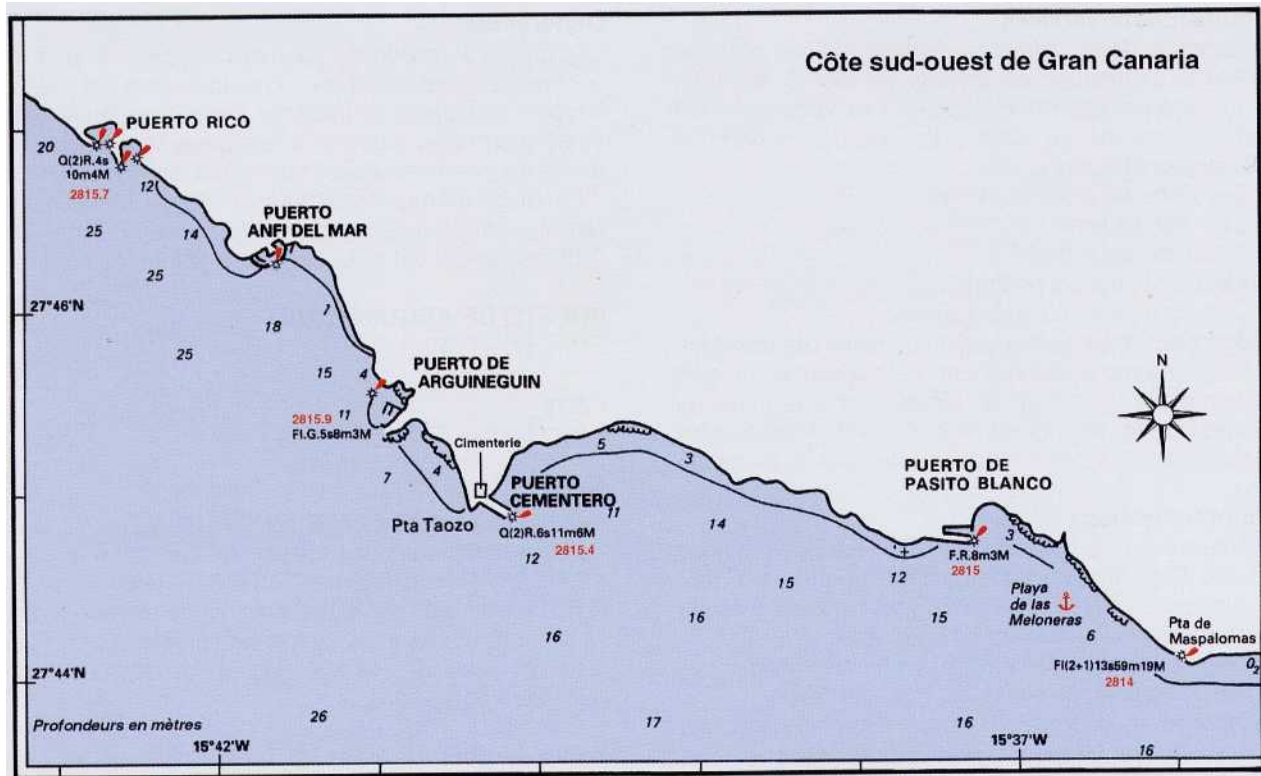 Côte sud-ouest de Gran Canaria
PUERTO RICO
20
Q(2)R.4s
10m4M
2815.7
12
25
14
25
PUERTO
ANFI DEL MAR
27°46'N
18
25
15
4
PUERTO DE
ARGUINEGUIN
2815.9
11
Fl.G.5s8m3M
7
4
Cimenterie
5
3
N
PUERTO
CEMENTERO
Pta Taozo
11
Q(2)R.6s11m6M
12
2815.4
14
PUERTO DE
PASITO BLANCO
3
F.R.8m3M
2815
12
15
Playa
de las
Meloneras
15
16
6
Pta de
Maspalomas
16
Fl(2+1)13s59m19M
2814
0₂
27°44'N
26
17
16
16
Profondeurs en mètres
15°42'W
15°37'W